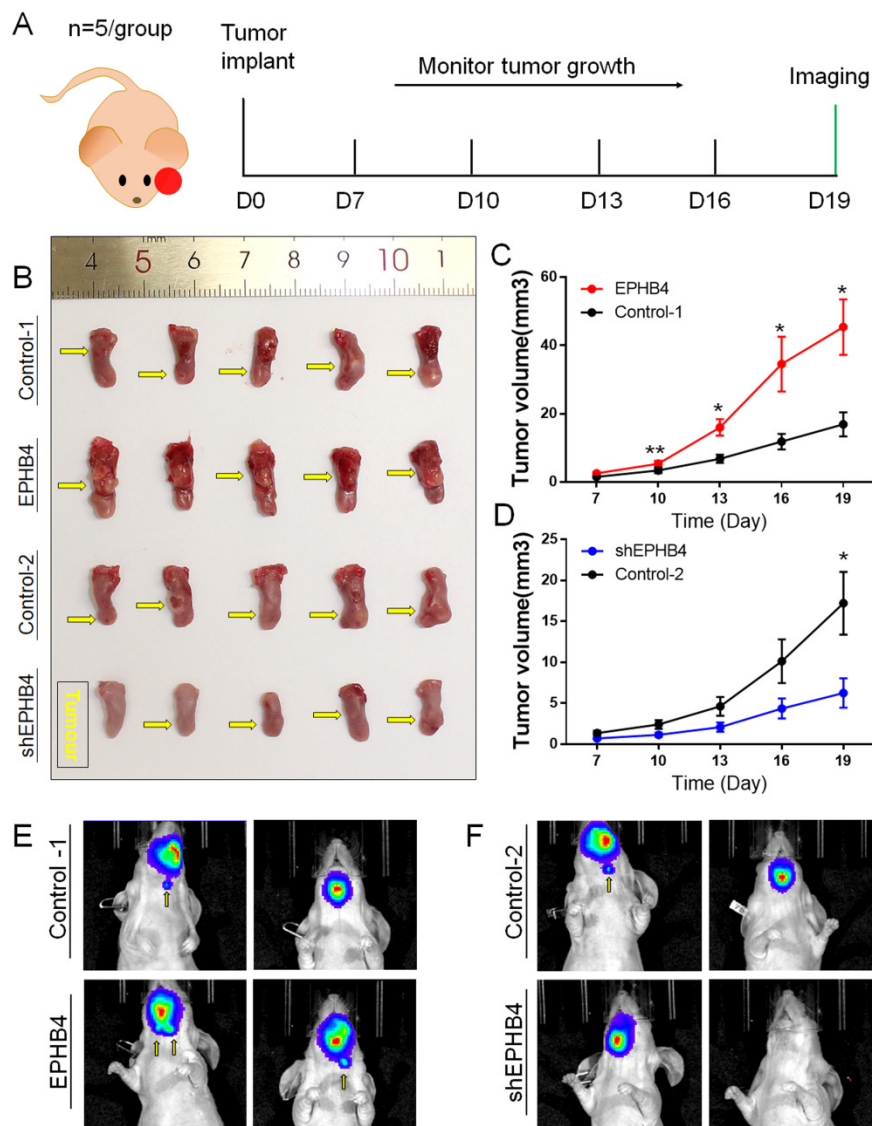 A
n=5/group
Tumor
implant
Monitor tumor growth
Imaging
D0 D7 D10 D13 D16 D19
B
mm
4 5 6 7 8 9 10 1
Control-1
EPHB4
Control-2
shEPHB4
Tumour
C
EPHB4
Control-1
Tumor volume(mm3)
60
40
20
0
** * * *
7 10 13 16 19
Time (Day)
D
shEPHB4
Control-2
Tumor volume(mm3)
25
20
15
10
5
0
*
7 10 13 16 19
Time (Day)
E
Control -1
EPHB4
F
Control-2
shEPHB4